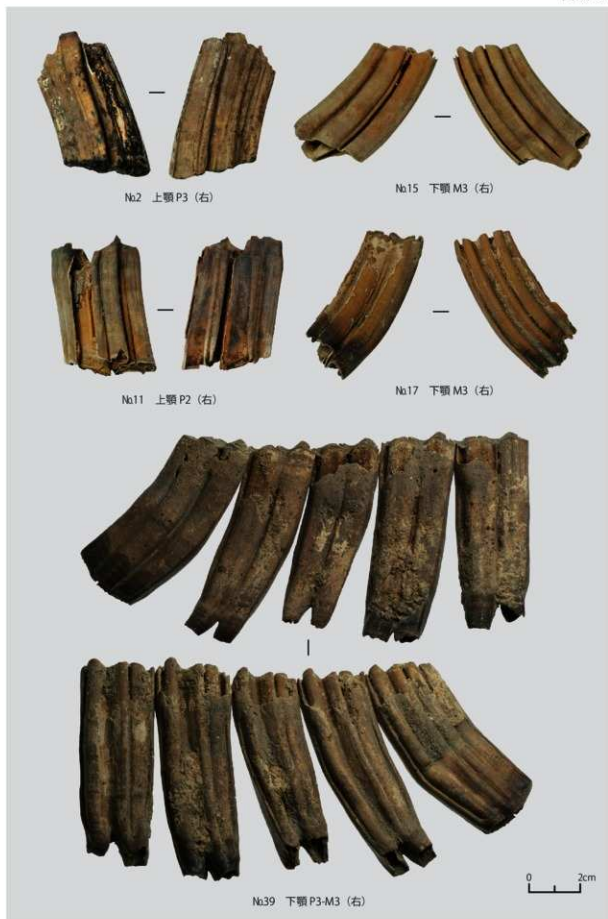 №2 上顎 P3（右）
№15 下顎 M3（右）
№11 上顎 P2（右）
№17 下顎 M3（右）
0 2cm
№39 下顎 P3-M3（右）